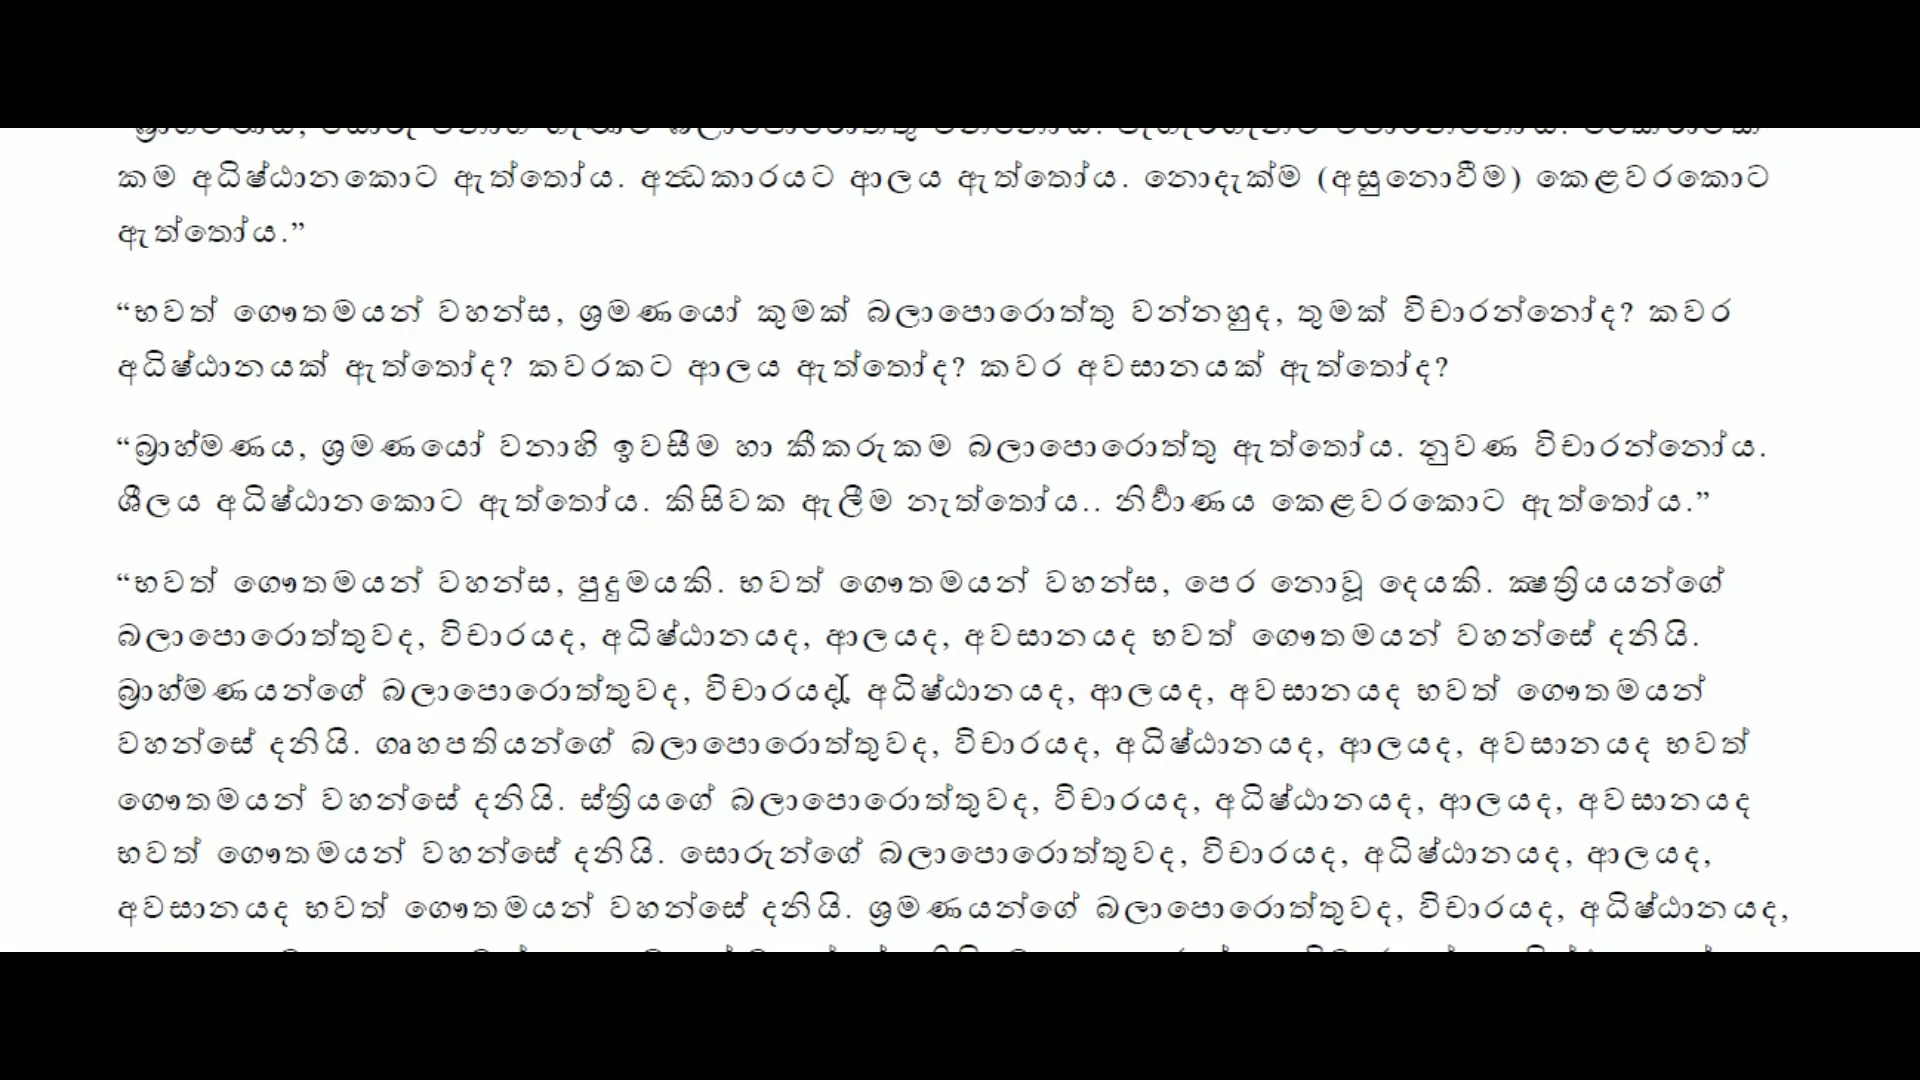 කම අධිෂ්ඨානකොට ඇත්තෝය. අන්‍ධකාරයට ආලය ඇත්තෝය. නොදැක්ම (අසුනොවීම) කෙළවරකොට
ඇත්තෝය.”
“භවත් ගෞතමයන් වහන්ස, ශ්‍රමණයෝ කුමක් බලාපොරොත්තු වන්නහුද, තුමක් විචාරන්නෝද? කවර
අධිෂ්ඨානයක් ඇත්තෝද? කවරකට ආලය ඇත්තෝද? කවර අවසානයක් ඇත්තෝද?
“බ්‍රාහ්මණය, ශ්‍රමණයෝ වනාහි ඉවසීම හා කීකරුකම බලාපොරොත්තු ඇත්තෝය. නුවණ විචාරන්නෝය.
ශීලය අධිෂ්ඨානකොට ඇත්තෝය. කිසිවක ඇලීම නැත්තෝය.. නිර්‍වාණය කෙළවරකොට ඇත්තෝය.”
“භවත් ගෞතමයන් වහන්ස, පුදුමයකි. භවත් ගෞතමයන් වහන්ස, පෙර නොවූ දෙයකි. ක්‍ෂත්‍රියයන්ගේ
බලාපොරොත්තුවද, විචාරයද, අධිෂ්ඨානයද, ආලයද, අවසානයද භවත් ගෞතමයන් වහන්සේ දනියි.
බ්‍රාහ්මණයන්ගේ බලාපොරොත්තුවද, විචාරයද, අධිෂ්ඨානයද, ආලයද, අවසානයද භවත් ගෞතමයන්
වහන්සේ දනියි. ගෘහපතියන්ගේ බලාපොරොත්තුවද, විචාරයද, අධිෂ්ඨානයද, ආලයද, අවසානයද භවත්
ගෞතමයන් වහන්සේ දනියි. ස්ත්‍රියගේ බලාපොරොත්තුවද, විචාරයද, අධිෂ්ඨානයද, ආලයද, අවසානයද
භවත් ගෞතමයන් වහන්සේ දනියි. සොරුන්ගේ බලාපොරොත්තුවද, විචාරයද, අධිෂ්ඨානයද, ආලයද,
අවසානයද භවත් ගෞතමයන් වහන්සේ දනියි. ශ්‍රමණයන්ගේ බලාපොරොත්තුවද, විචාරයද, අධිෂ්ඨානයද,